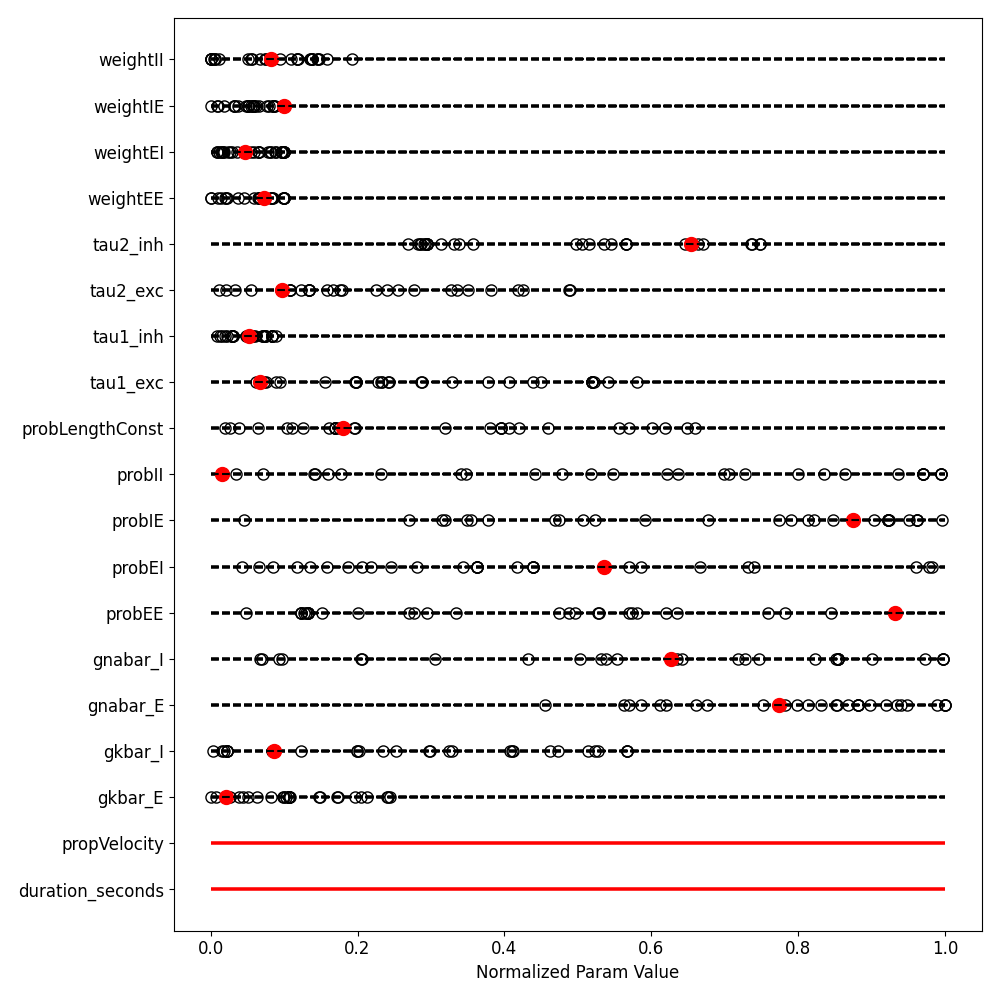 weightII
weightIE
weightEI
weightEE
tau2_inh
tau2_exc
tau1_inh
tau1_exc
probLengthConst
probII
probIE
probEI
probEE
gnabar_I
gnabar_E
gkbar_I
gkbar_E
propVelocity
duration_seconds
0.0 0.2 0.4 0.6 0.8 1.0
Normalized Param Value